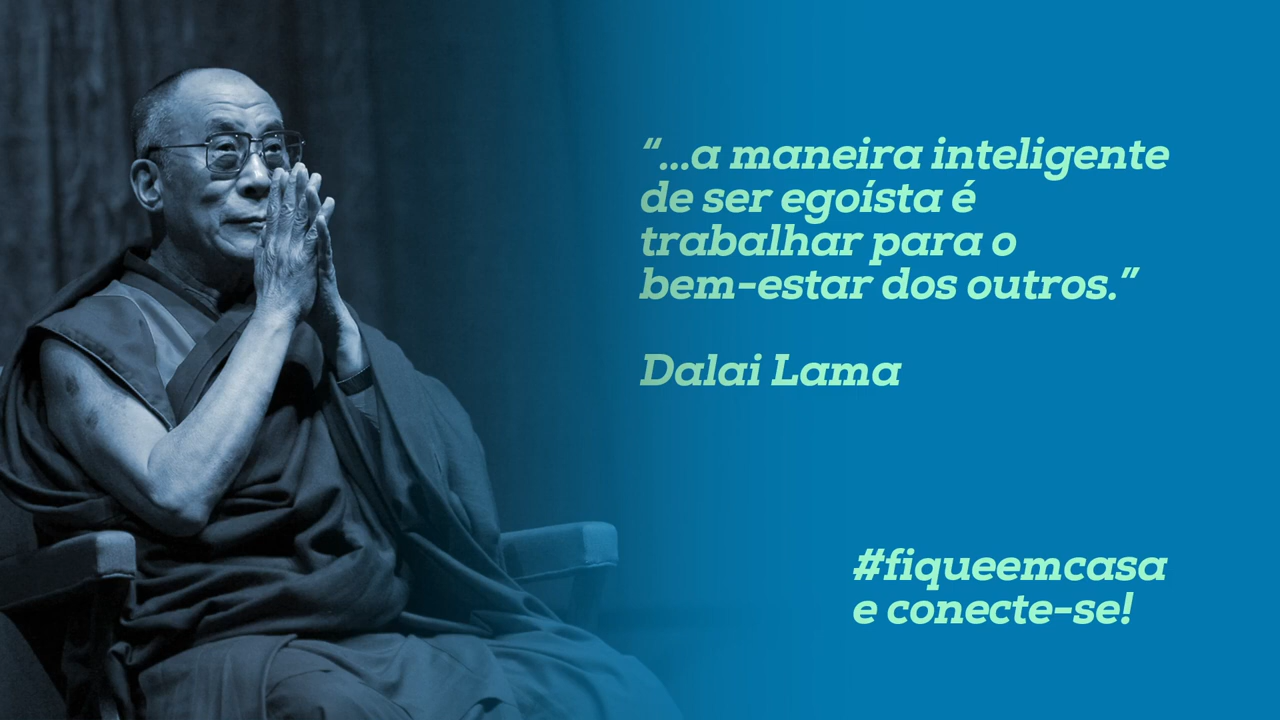 “...a maneira inteligente
de ser egoísta é
trabalhar para o
bem-estar dos outros.”
Dalai Lama
#fiqueemcasa
e conecte-se!